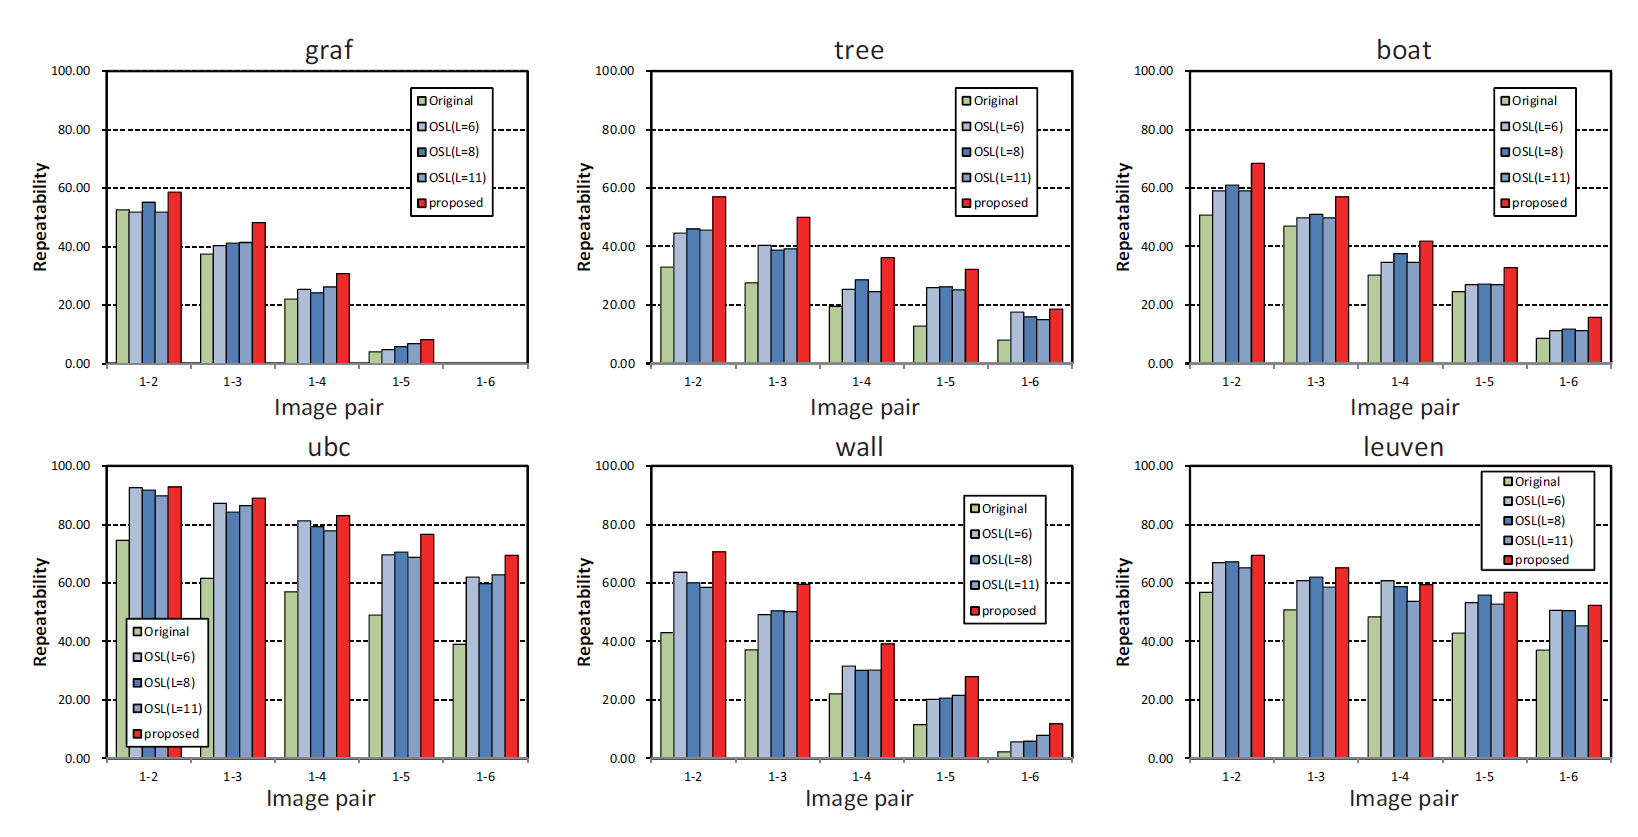 graf
100.00
80.00
60.00
40.00
20.00
0.00
Repeatability
Original
OSL(L=6)
OSL(L=8)
OSL(L=11)
proposed
1-2 1-3 1-4 1-5 1-6
Image pair
tree
100.00
80.00
60.00
40.00
20.00
0.00
Repeatability
Original
OSL(L=6)
OSL(L=8)
OSL(L=11)
proposed
1-2 1-3 1-4 1-5 1-6
Image pair
boat
100.00
80.00
60.00
40.00
20.00
0.00
Repeatability
Original
OSL(L=6)
OSL(L=8)
OSL(L=11)
proposed
1-2 1-3 1-4 1-5 1-6
Image pair
ubc
100.00
80.00
60.00
40.00
20.00
0.00
Repeatability
Original
OSL(L=6)
OSL(L=8)
OSL(L=11)
proposed
1-2 1-3 1-4 1-5 1-6
Image pair
wall
100.00
80.00
60.00
40.00
20.00
0.00
Repeatability
Original
OSL(L=6)
OSL(L=8)
OSL(L=11)
proposed
1-2 1-3 1-4 1-5 1-6
Image pair
leuven
100.00
80.00
60.00
40.00
20.00
0.00
Repeatability
Original
OSL(L=6)
OSL(L=8)
OSL(L=11)
proposed
1-2 1-3 1-4 1-5 1-6
Image pair